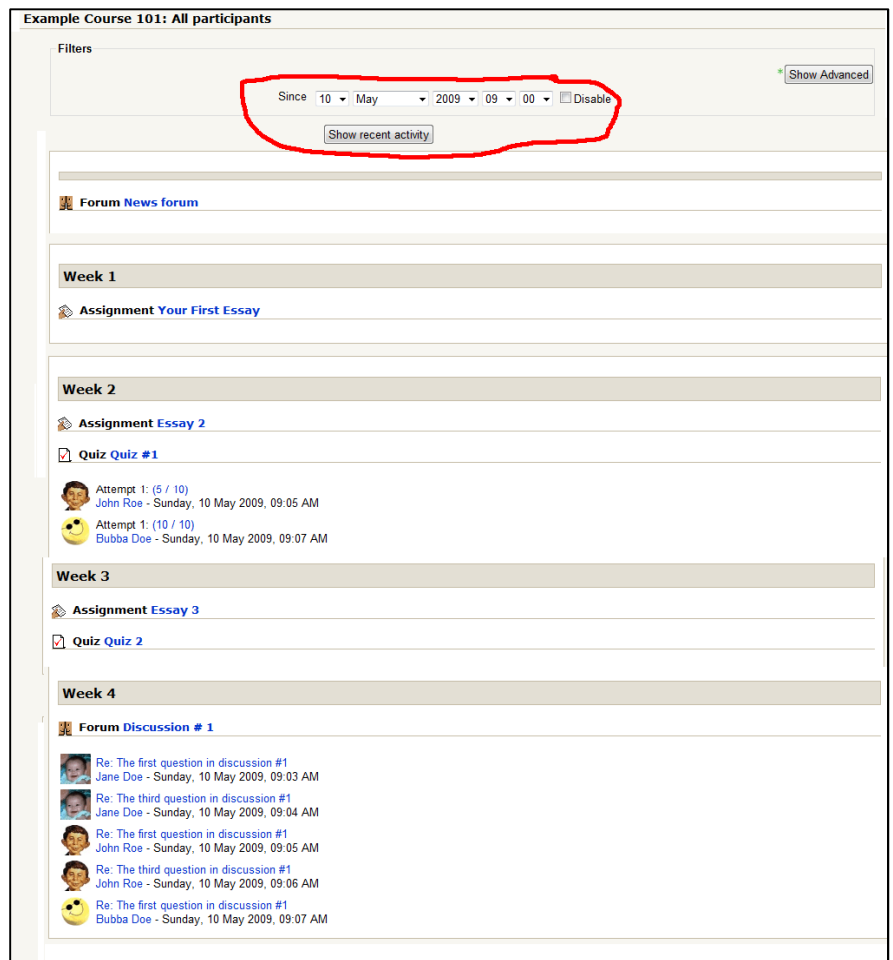 Example Course 101: All participants
Filters
* Show Advanced
Since 10 May 2009 09 00 Disable
Show recent activity
Forum News forum
Week 1
Assignment Your First Essay
Week 2
Assignment Essay 2
Quiz Quiz #1
Attempt 1: (5 / 10)
John Roe - Sunday, 10 May 2009, 09:05 AM
Attempt 1: (10 / 10)
Bubba Doe - Sunday, 10 May 2009, 09:07 AM
Week 3
Assignment Essay 3
Quiz Quiz 2
Week 4
Forum Discussion # 1
Re: The first question in discussion #1
Jane Doe - Sunday, 10 May 2009, 09:03 AM
Re: The third question in discussion #1
Jane Doe - Sunday, 10 May 2009, 09:04 AM
Re: The first question in discussion #1
John Roe - Sunday, 10 May 2009, 09:05 AM
Re: The third question in discussion #1
John Roe - Sunday, 10 May 2009, 09:06 AM
Re: The first question in discussion #1
Bubba Doe - Sunday, 10 May 2009, 09:07 AM